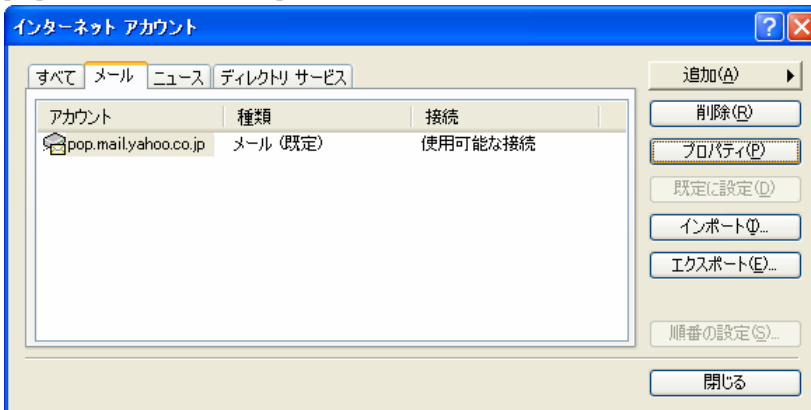 インターネット アカウント
すべて メール ニュース ディレクトリ サービス
アカウント 種類 接続
pop.mail.yahoo.co.jp メール (既定) 使用可能な接続
追加(A)
削除(R)
プロパティ(P)
既定に設定(D)
インポート(I)...
エクスポート(E)...
順番の設定(S)...
閉じる